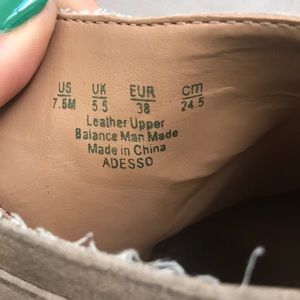 US UK EUR cm
7.5M 5.5 38 24.5
Leather Upper
Balance Man Made
Made in China
ADESSO